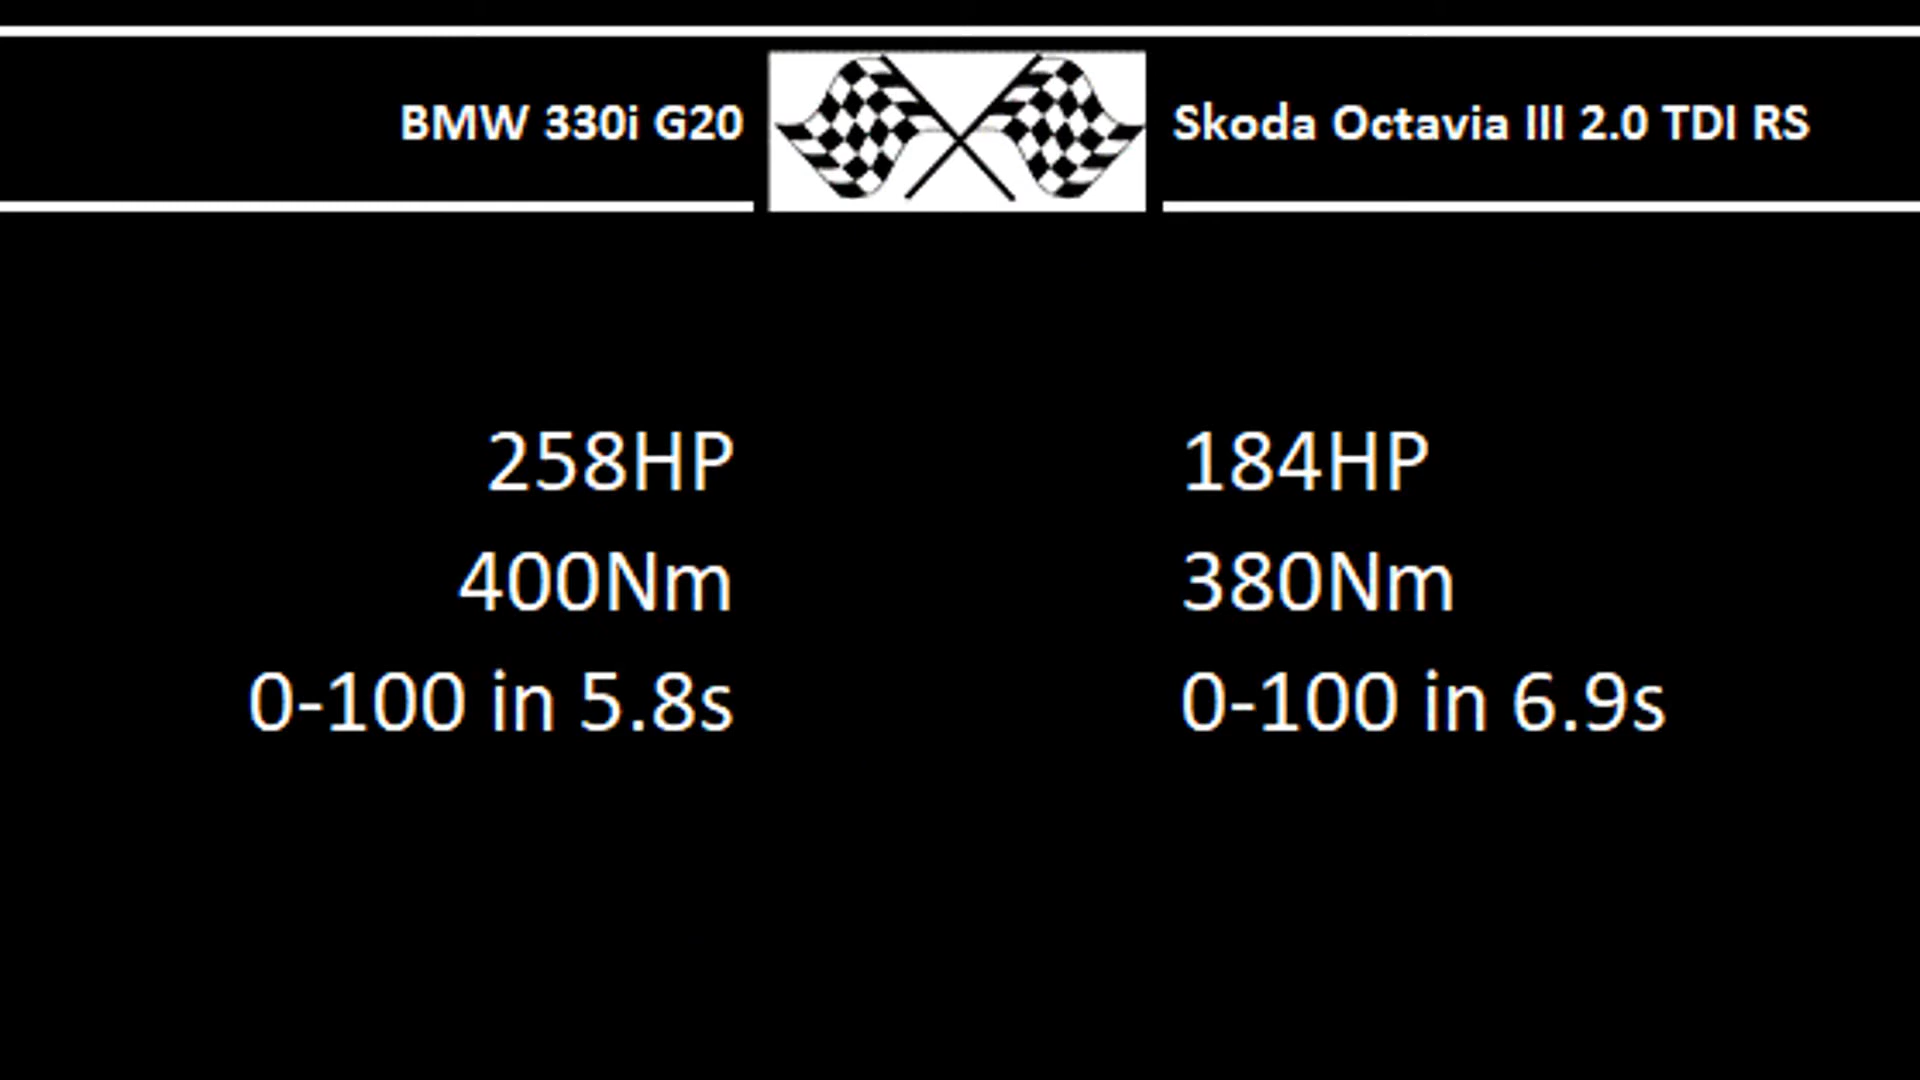 BMW 330i G20
Skoda Octavia III 2.0 TDI RS
258HP
400Nm
0-100 in 5.8s
184HP
380Nm
0-100 in 6.9s